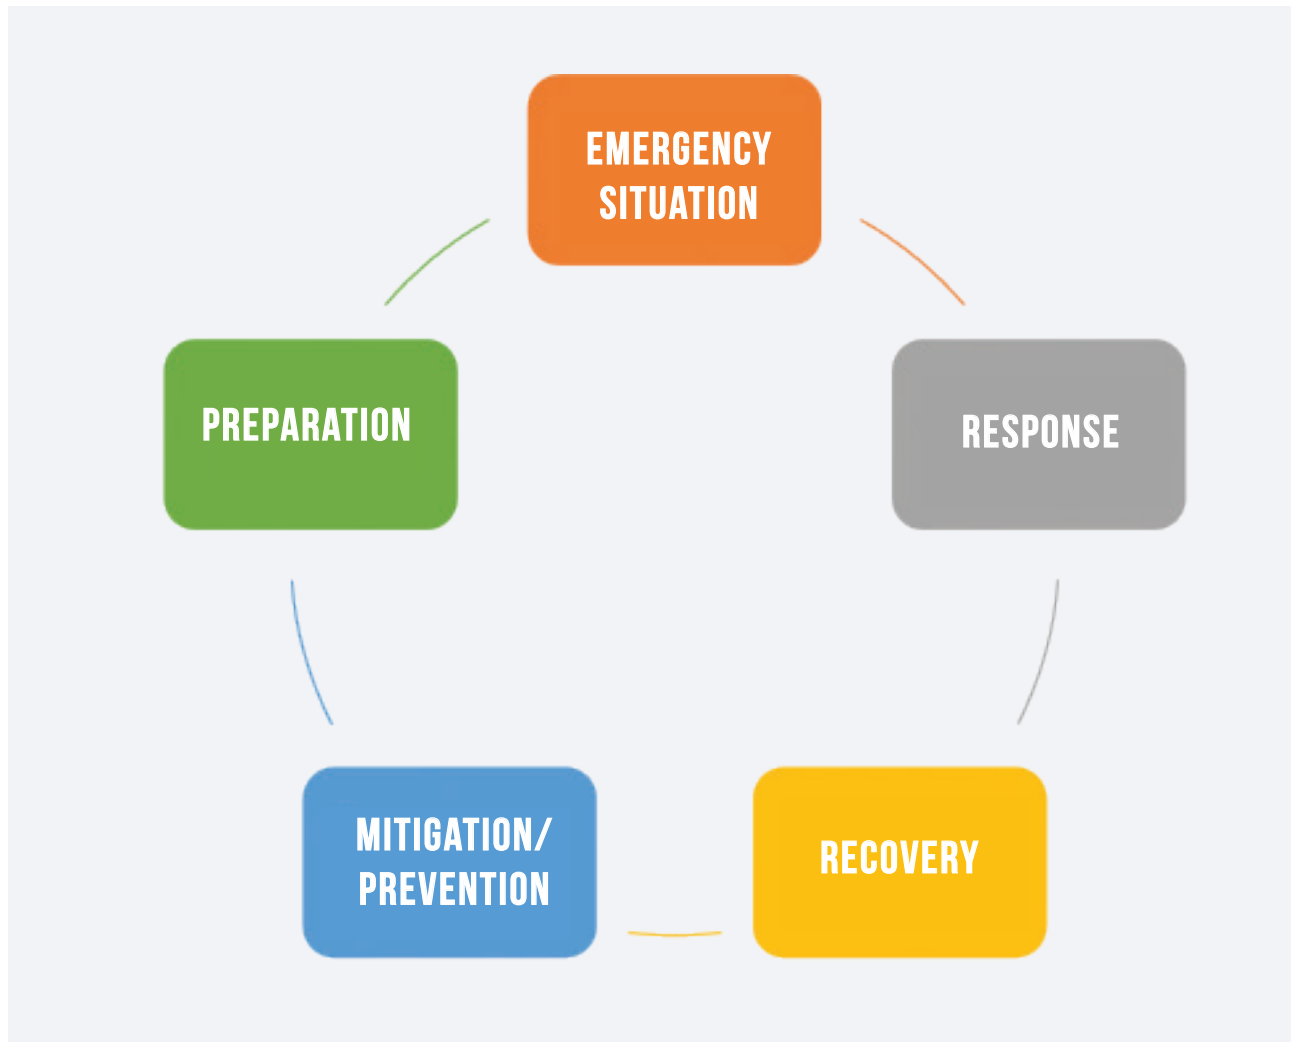 EMERGENCY
SITUATION
PREPARATION
RESPONSE
MITIGATION/
PREVENTION
RECOVERY